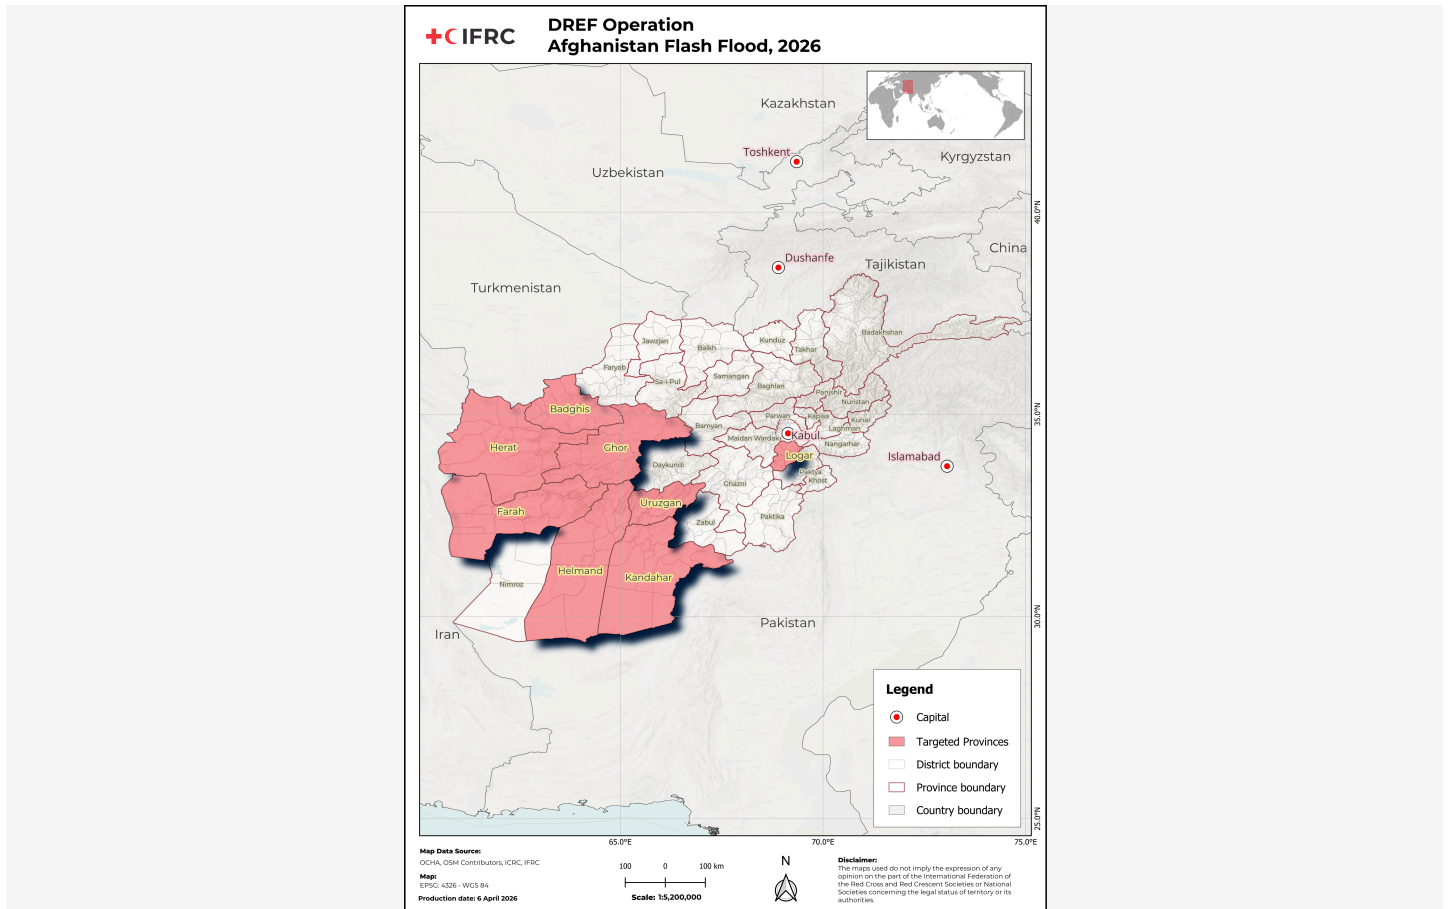 IFRC
DREF Operation
Afghanistan Flash Flood, 2026
Kazakhstan
Toshkent
Kyrgyzstan
Uzbekistan
40.0°N
China
Dushanfe
Tajikistan
Turkmenistan
Badakhshan
Jawzjan
Balkh
Kunduz
Takhar
Faryab
Sa-i-Pul
Samangan
Baghlan
Panjshir
Nuristan
Badghis
35.0°N
Parwan
Kapisa
Kunar
Bamyan
Laghman
Maidan Wardak
Kabul
Nangarhar
Herat
Ghor
Logar
Islamabad
Daykundi
Paktya
Khost
Ghazni
Uruzgan
Farah
Zabul
Paktika
Helmand
Kandahar
Nimroz
30.0°N
Pakistan
Iran
Legend
Capital
Targeted Provinces
District boundary
Province boundary
Country boundary
25.0°N
65.0°E
70.0°E
75.0°E
Map Data Source:
OCHA, OSM Contributors, ICRC, IFRC
Map:
EPSG: 4326 - WGS 84
Production date: 6 April 2026
100 0 100 km
Scale: 1:5,200,000
N
Disclaimer:
The maps used do not imply the expression of any
opinion on the part of the International Federation of
the Red Cross and Red Crescent Societies or National
Societies concerning the legal status of territory or its
authorities.